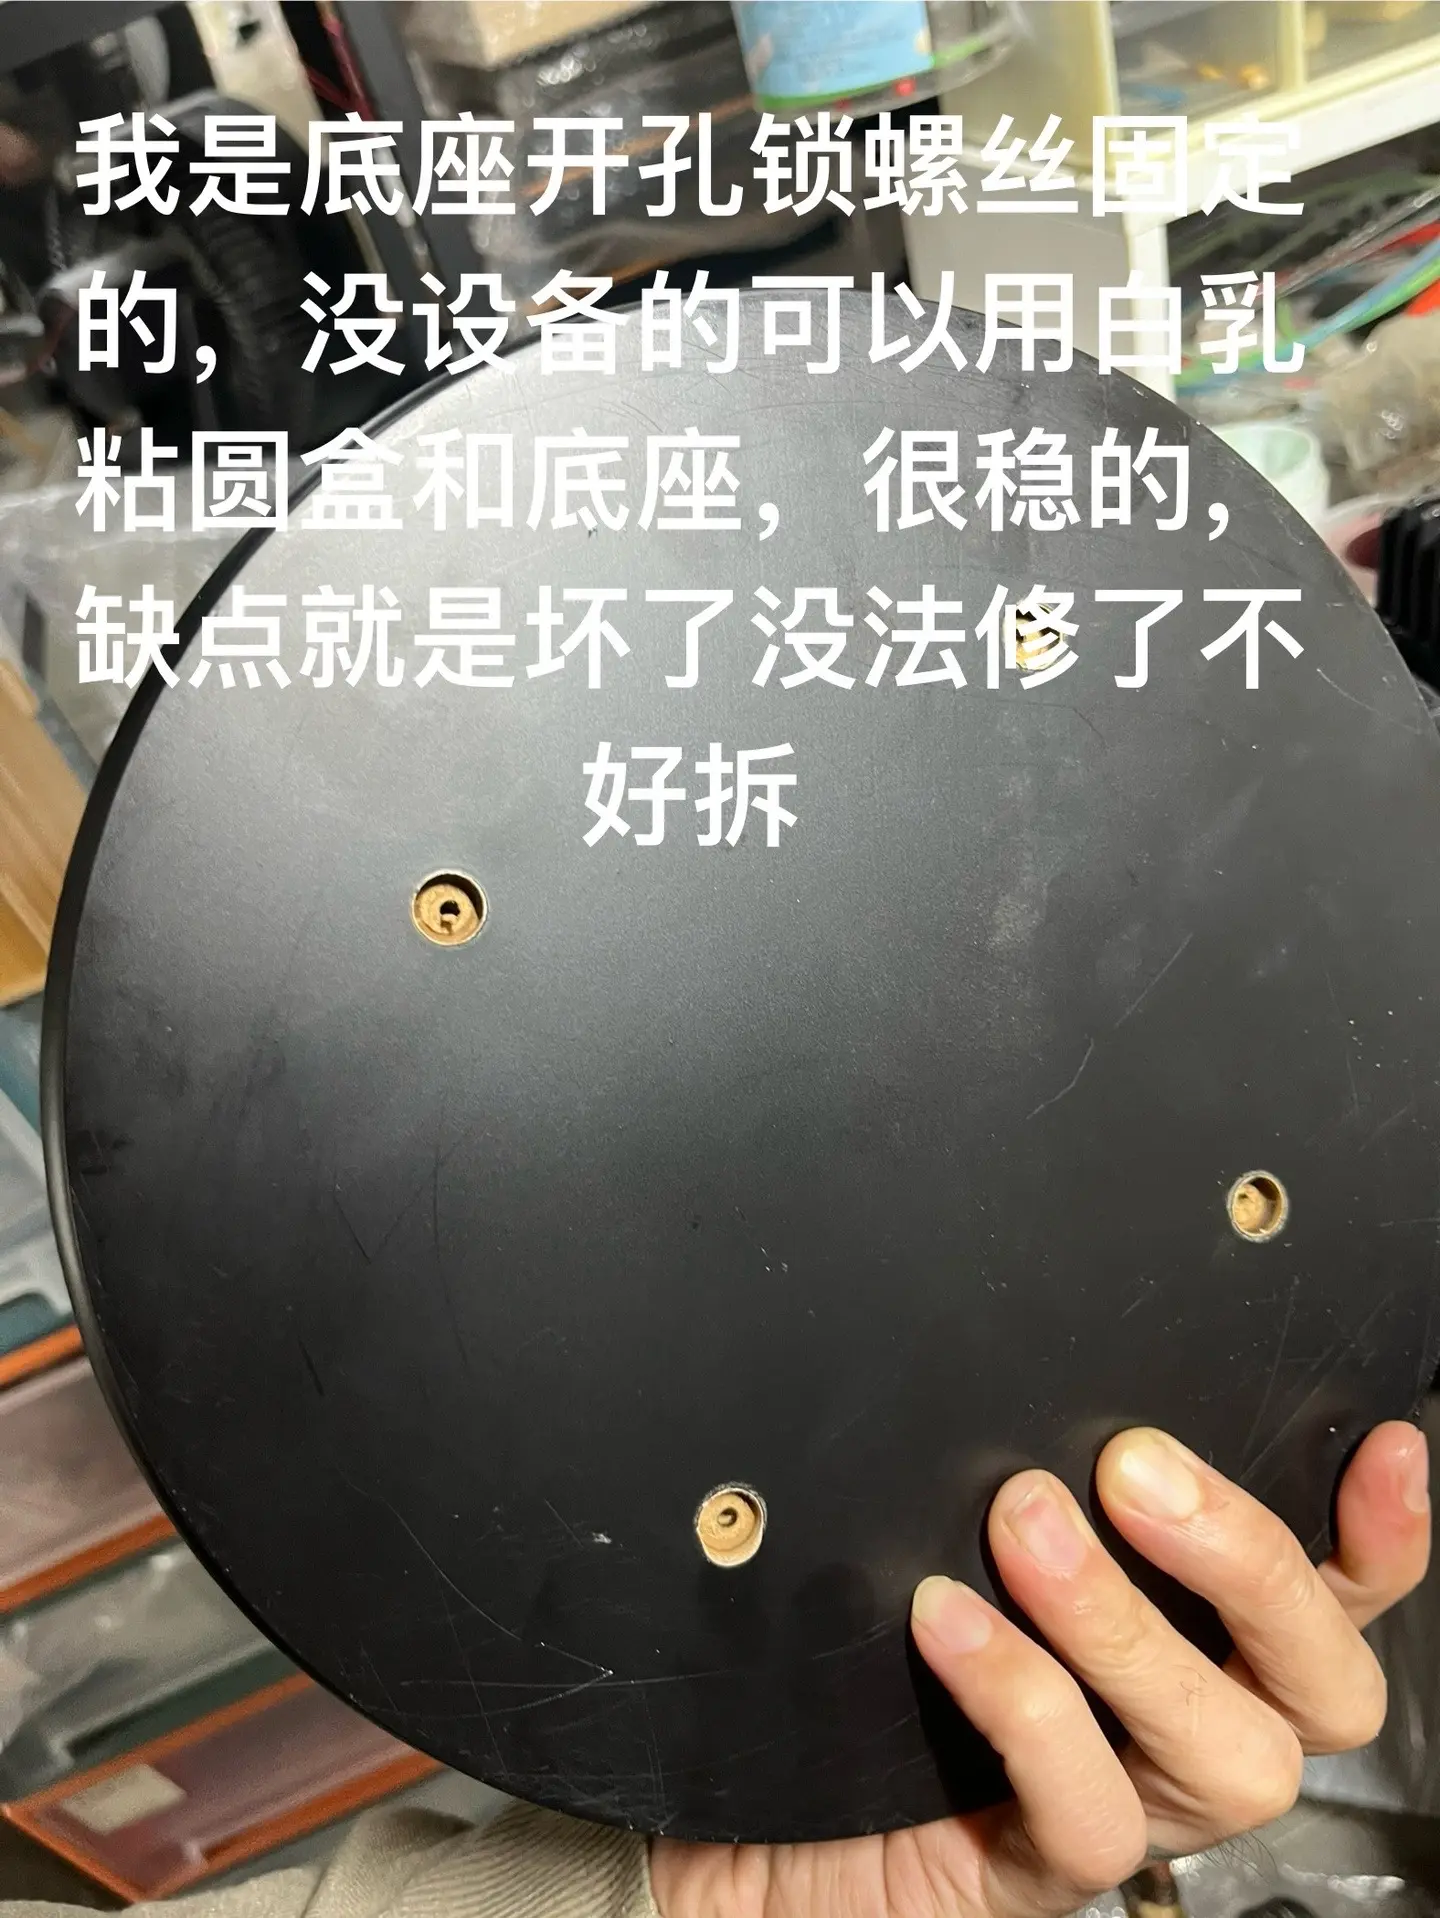 我是底座开孔锁螺丝固定
的，没设备的可以用白乳
粘圆盒和底座，很稳的，
缺点就是坏了没法修了不
好拆